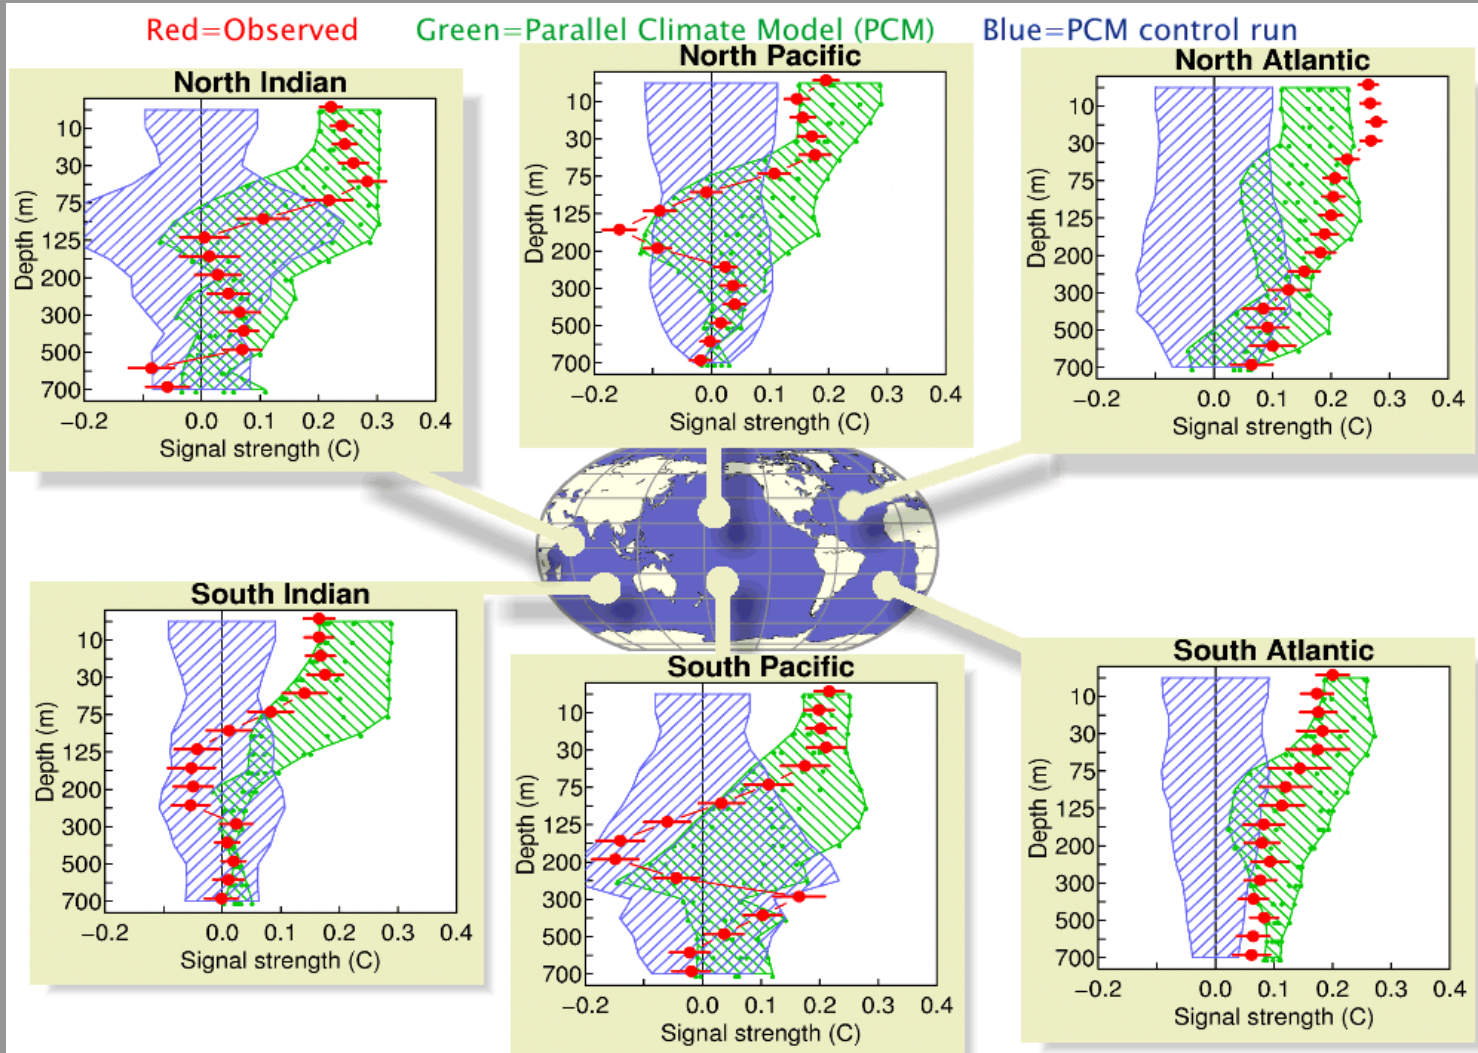 Red=Observed Green=Parallel Climate Model (PCM) Blue=PCM control run
North Indian
Depth (m)
10
30
75
125
200
300
500
700
−0.2 0.0 0.1 0.2 0.3 0.4
Signal strength (C)
North Pacific
Depth (m)
10
30
75
125
200
300
500
700
−0.2 0.0 0.1 0.2 0.3 0.4
Signal strength (C)
North Atlantic
Depth (m)
10
30
75
125
200
300
500
700
−0.2 0.0 0.1 0.2 0.3 0.4
Signal strength (C)
South Indian
Depth (m)
10
30
75
125
200
300
500
700
−0.2 0.0 0.1 0.2 0.3 0.4
Signal strength (C)
South Pacific
Depth (m)
10
30
75
125
200
300
500
700
−0.2 0.0 0.1 0.2 0.3 0.4
Signal strength (C)
South Atlantic
Depth (m)
10
30
75
125
200
300
500
700
−0.2 0.0 0.1 0.2 0.3 0.4
Signal strength (C)